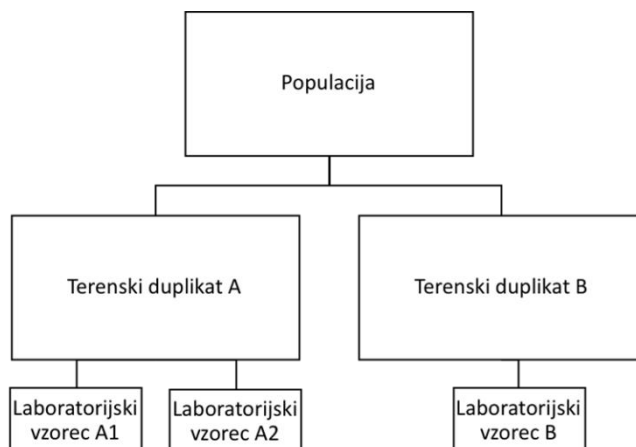 Populacija
Terenski duplikat A
Terenski duplikat B
Laboratorijski
vzorec A1
Laboratorijski
vzorec A2
Laboratorijski
vzorec B